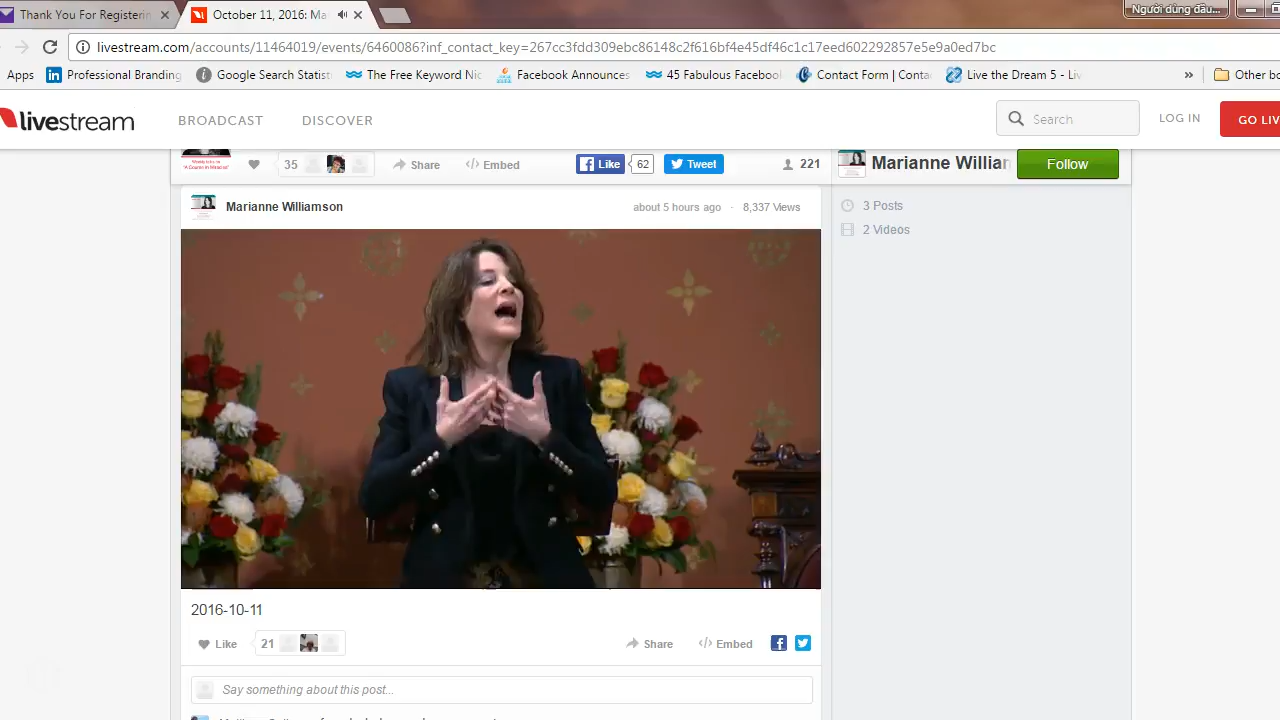 Thank You For Registerin
October 11, 2016: Ma
Người dùng đầu...
livestream.com/accounts/11464019/events/6460086?inf_contact_key=267cc3fdd309ebc86148c2f616f4e45df46c1c17eed602292857e5e9a0ed7bc
Apps Professional Branding Google Search Statist The Free Keyword Nic Facebook Announces 45 Fabulous Facebook Contact Form | Conta Live the Dream 5 - Liv » Other bo
livestream BROADCAST DISCOVER Search LOG IN GO LIV
35 Share Embed Like 62 Tweet 221 Marianne Willian Follow
Marianne Williamson about 5 hours ago · 8,337 Views
3 Posts
2 Videos
2016-10-11
Like 21 Share Embed
Say something about this post...